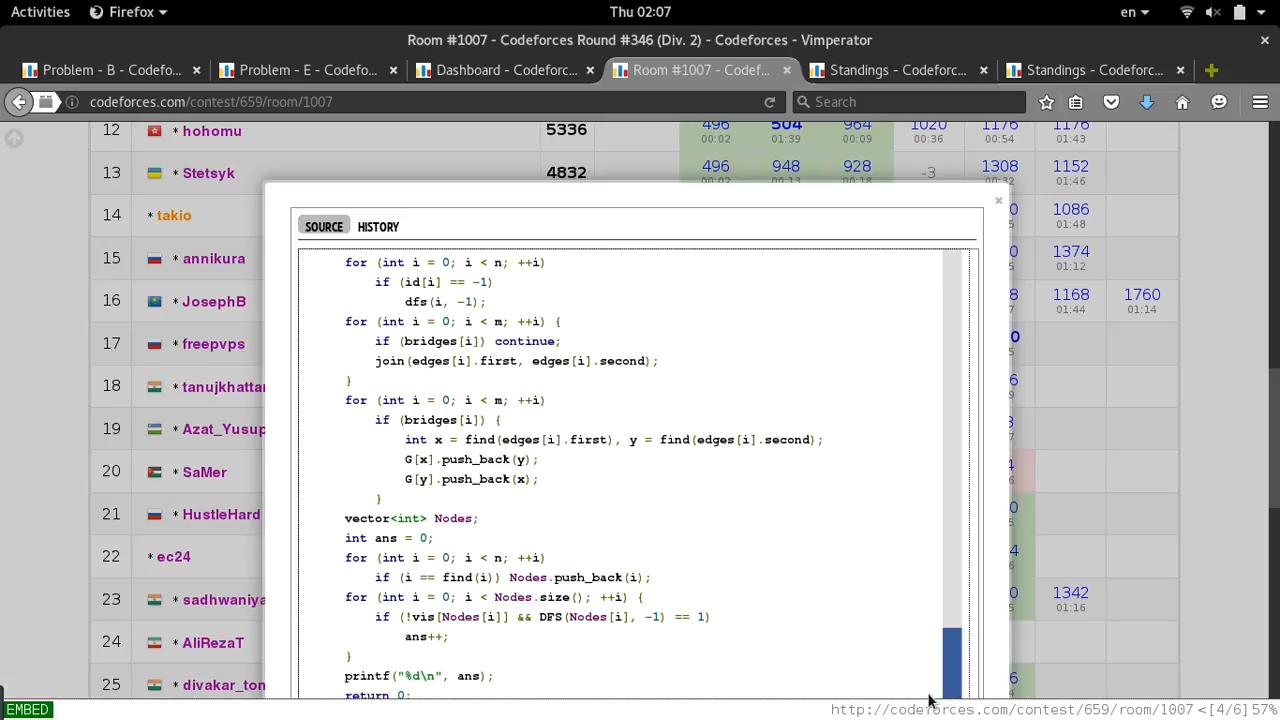 Activities Firefox Thu 02:07 en
Room #1007 - Codeforces Round #346 (Div. 2) - Codeforces - Vimperator
Problem - B - Codefo... Problem - E - Codefo... Dashboard - Codeforc... Room #1007 - Codef... Standings - Codeforc... Standings - Codeforc...
codeforces.com/contest/659/room/1007 Search
12 * hohomu 5336 496 504 964 1020 1176 1176
00:02 01:39 00:09 00:36 00:54 01:43
13 Stetsyk 4832 496 948 928 -3 1308 1152
00:02 00:13 00:18 00:32 01:46
14 * takio 1086
01:48
15 * annikura 1374
01:12
16 * JosephB 1168 1760
01:44 01:14
17 * freepvps
18 * tanujkhattar
19 * Azat_Yusup
20 * SaMer
21 * HustleHard
22 * ec24
23 * sadhwaniya 1342
01:16
24 * AliRezaT
25 * divakar_tom
SOURCE HISTORY
for (int i = 0; i < n; ++i)
if (id[i] == -1)
dfs(i, -1);
for (int i = 0; i < m; ++i) {
if (bridges[i]) continue;
join(edges[i].first, edges[i].second);
}
for (int i = 0; i < m; ++i)
if (bridges[i]) {
int x = find(edges[i].first), y = find(edges[i].second);
G[x].push_back(y);
G[y].push_back(x);
}
vector<int> Nodes;
int ans = 0;
for (int i = 0; i < n; ++i)
if (i == find(i)) Nodes.push_back(i);
for (int i = 0; i < Nodes.size(); ++i) {
if (!vis[Nodes[i]] && DFS(Nodes[i], -1) == 1)
ans++;
}
printf("%d\n", ans);
return 0;
EMBED http://codeforces.com/contest/659/room/1007 <[4/6]57%